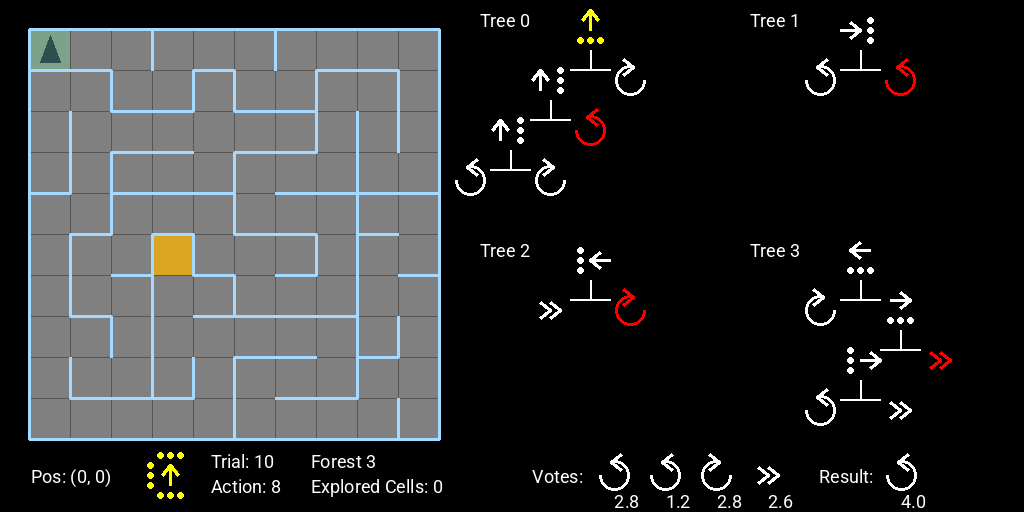 Tree 0
Tree 1
Tree 2
Tree 3
Pos: (0, 0)
Trial: 10
Forest 3
Action: 8
Explored Cells: 0
Votes:
2.8
1.2
2.8
2.6
Result:
4.0